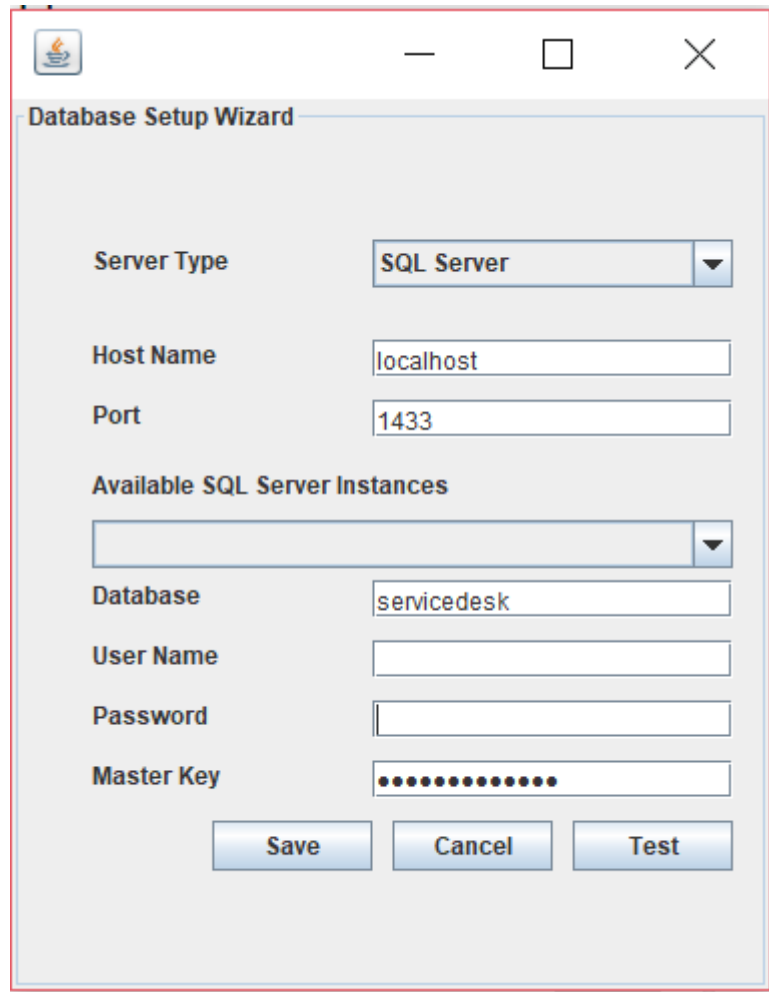 Database Setup Wizard
Server Type SQL Server
Host Name localhost
Port 1433
Available SQL Server Instances
Database servicedesk
User Name
Password
Master Key •••••••••••••
Save Cancel Test